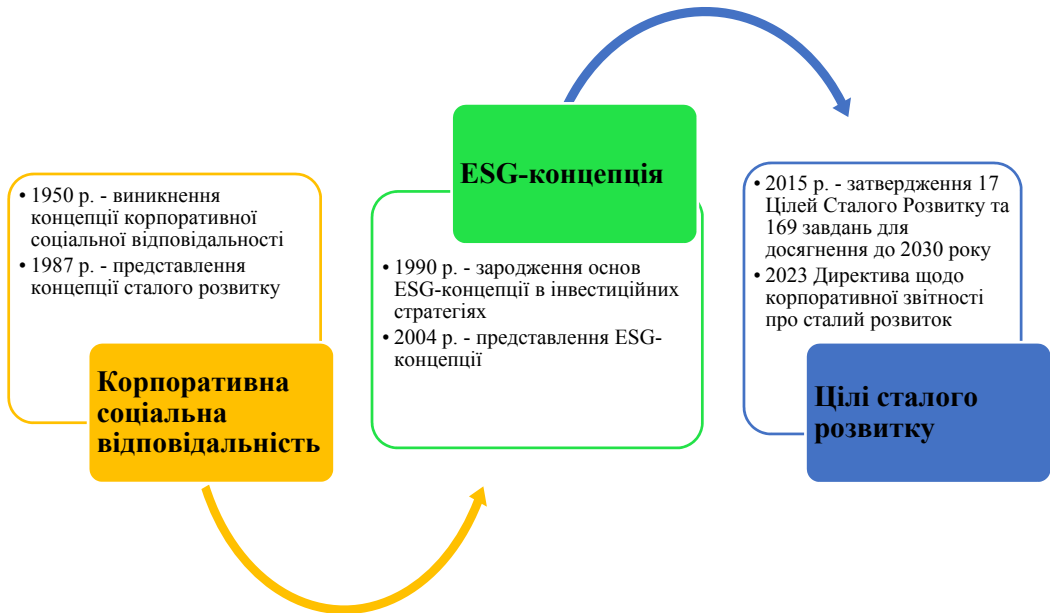 • 1950 р. - виникнення
концепції корпоративної
соціальної відповідальності
• 1987 р. - представлення
концепції сталого розвитку
Корпоративна
соціальна
відповідальність
ESG-концепція
• 1990 р. - зародження основ
ESG-концепції в інвестиційних
стратегіях
• 2004 р. - представлення ESG-
концепції
• 2015 р. - затвердження 17
Цілей Сталого Розвитку та
169 завдань для
досягнення до 2030 року
• 2023 Директива щодо
корпоративної звітності
про сталий розвиток
Цілі сталого
розвитку